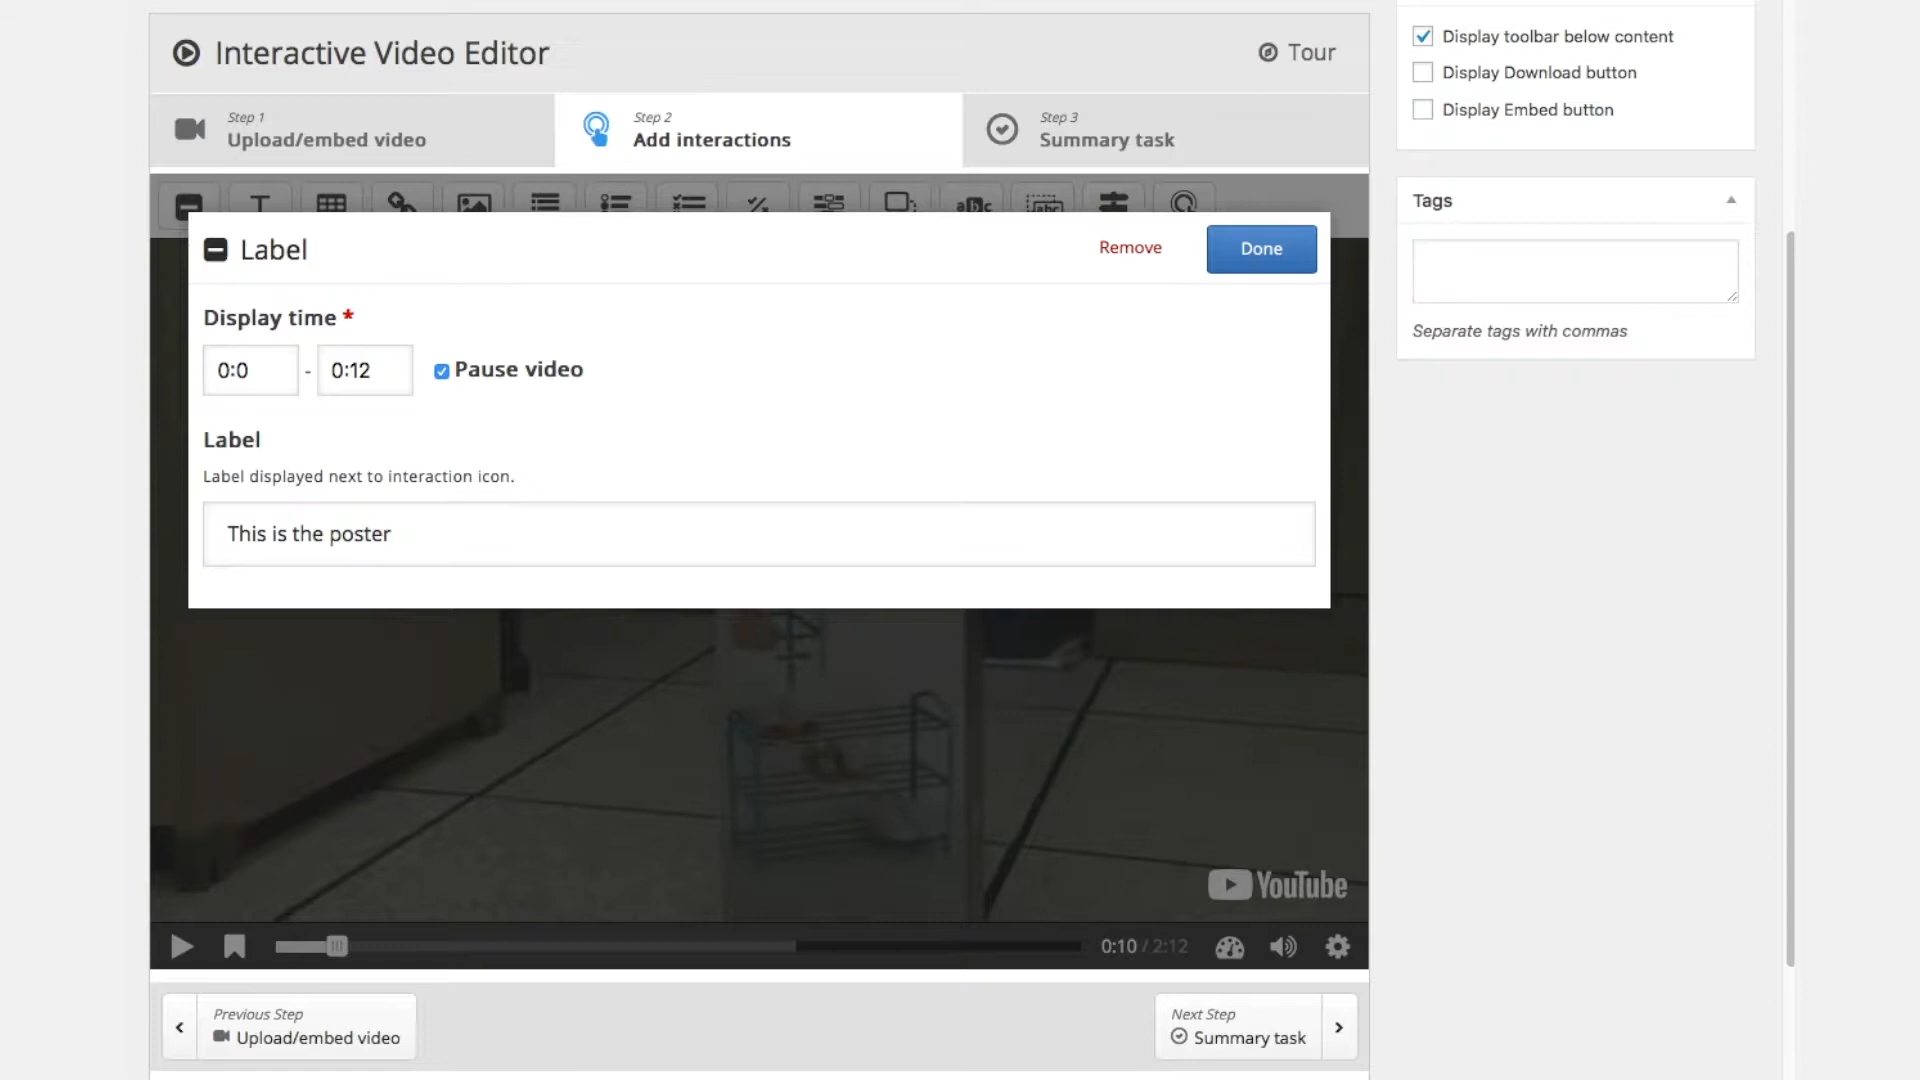 Interactive Video Editor
Tour
Step 1
Upload/embed video
Step 2
Add interactions
Step 3
Summary task
T
abc
abc
Label
Remove
Done
Display time *
0:0 - 0:12 Pause video
Label
Label displayed next to interaction icon.
This is the poster
YouTube
0:10 / 2:12
Previous Step
Upload/embed video
Next Step
Summary task
Display toolbar below content
Display Download button
Display Embed button
Tags
Separate tags with commas